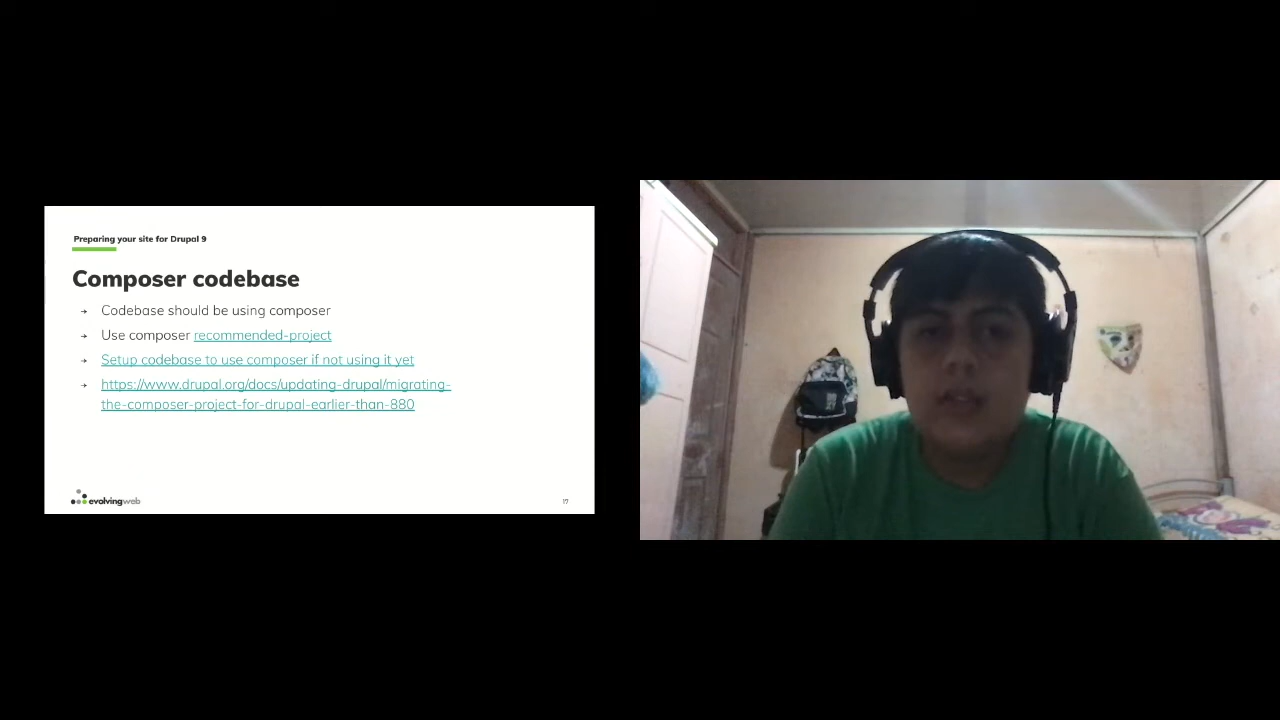 Preparing your site for Drupal 9
Composer codebase
→ Codebase should be using composer
→ Use composer recommended-project
→ Setup codebase to use composer if not using it yet
→ https://www.drupal.org/docs/updating-drupal/migrating-
the-composer-project-for-drupal-earlier-than-880
evolvingweb
17